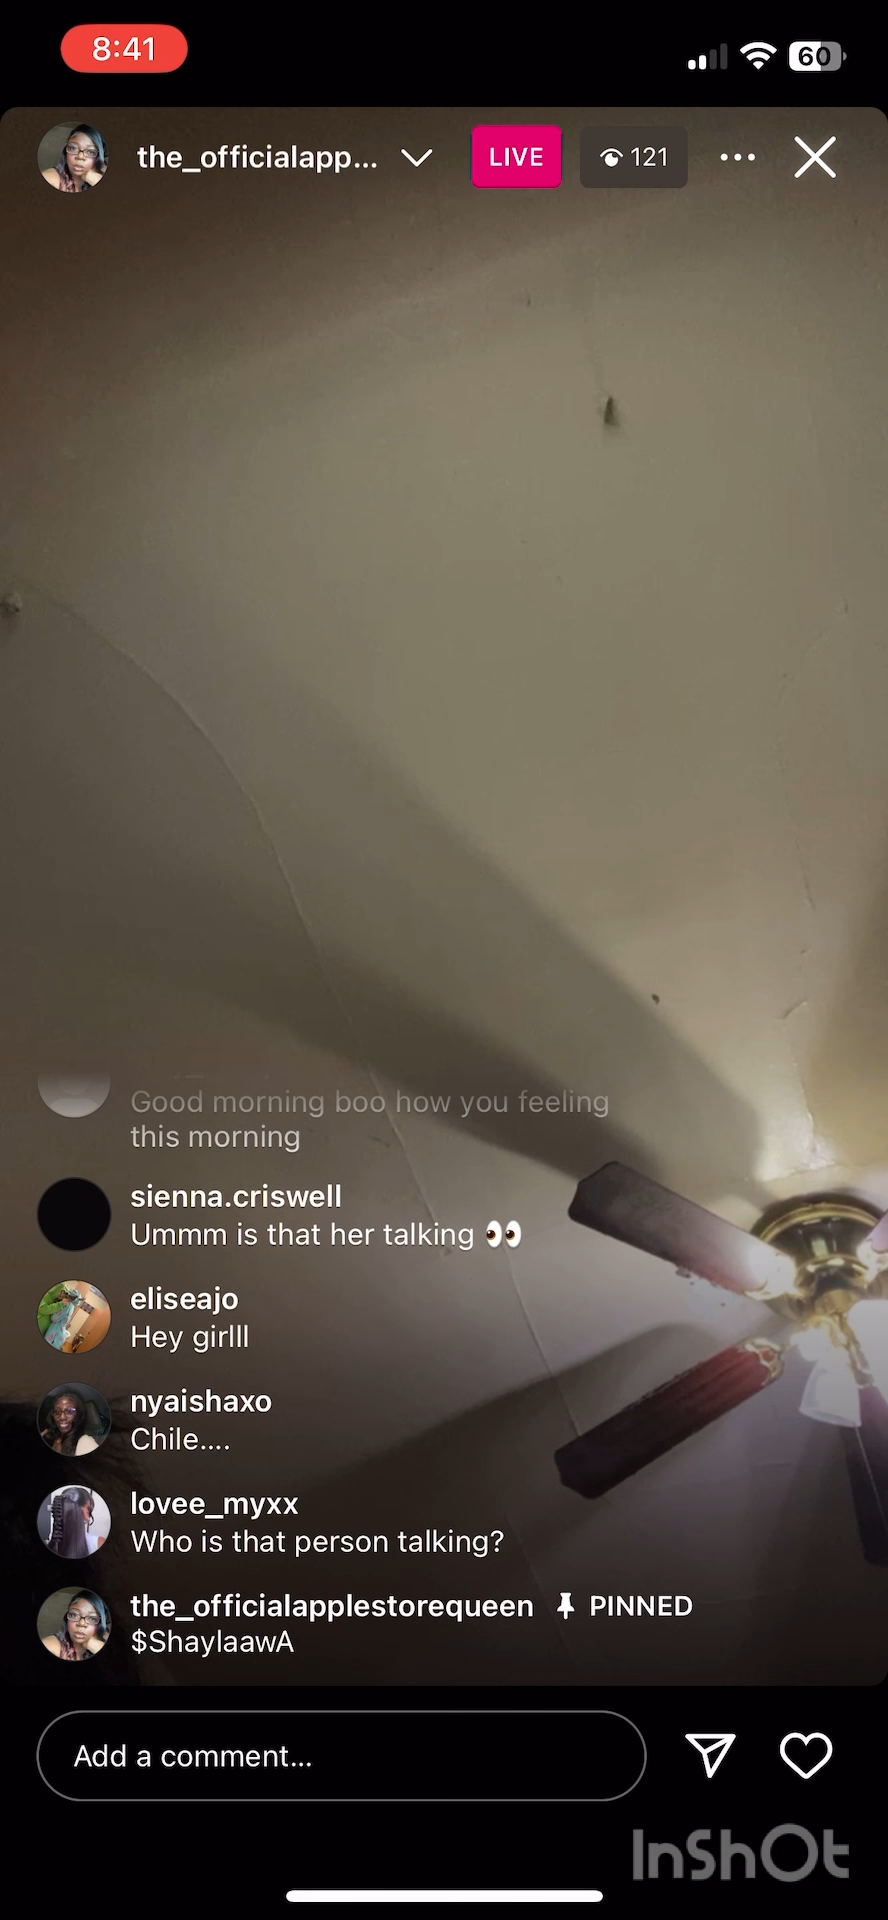 8:41
60
the_officialapp...
LIVE
121
Good morning boo how you feeling
this morning
sienna.criswell
Ummm is that her talking 👀
eliseajo
Hey girlll
nyaishaxo
Chile....
lovee_myxx
Who is that person talking?
the_officialapplestorequeen PINNED
$ShaylaawA
Add a comment...
InShOt